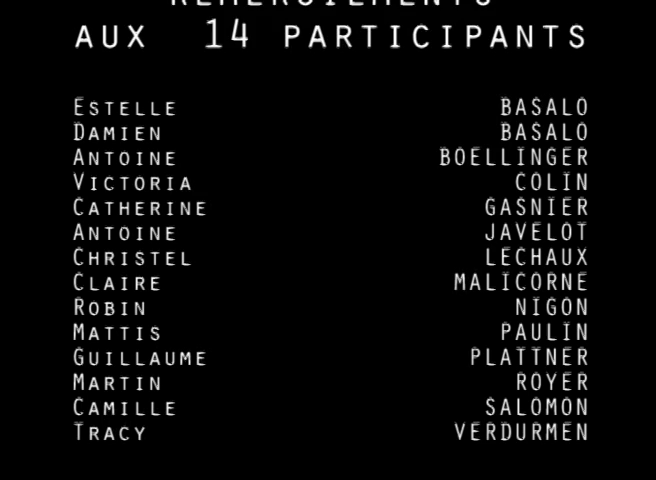 REMERCIEMENTS
AUX 14 PARTICIPANTS
ESTELLE BASALO
DAMIEN BASALO
ANTOINE BOELLINGER
VICTORIA COLIN
CATHERINE GASNIER
ANTOINE JAVELOT
CHRISTEL LECHAUX
CLAIRE MALICORNE
ROBIN NIGON
MATTIS PAULIN
GUILLAUME PLATTNER
MARTIN ROYER
CAMILLE SALOMON
TRACY VERDURMEN